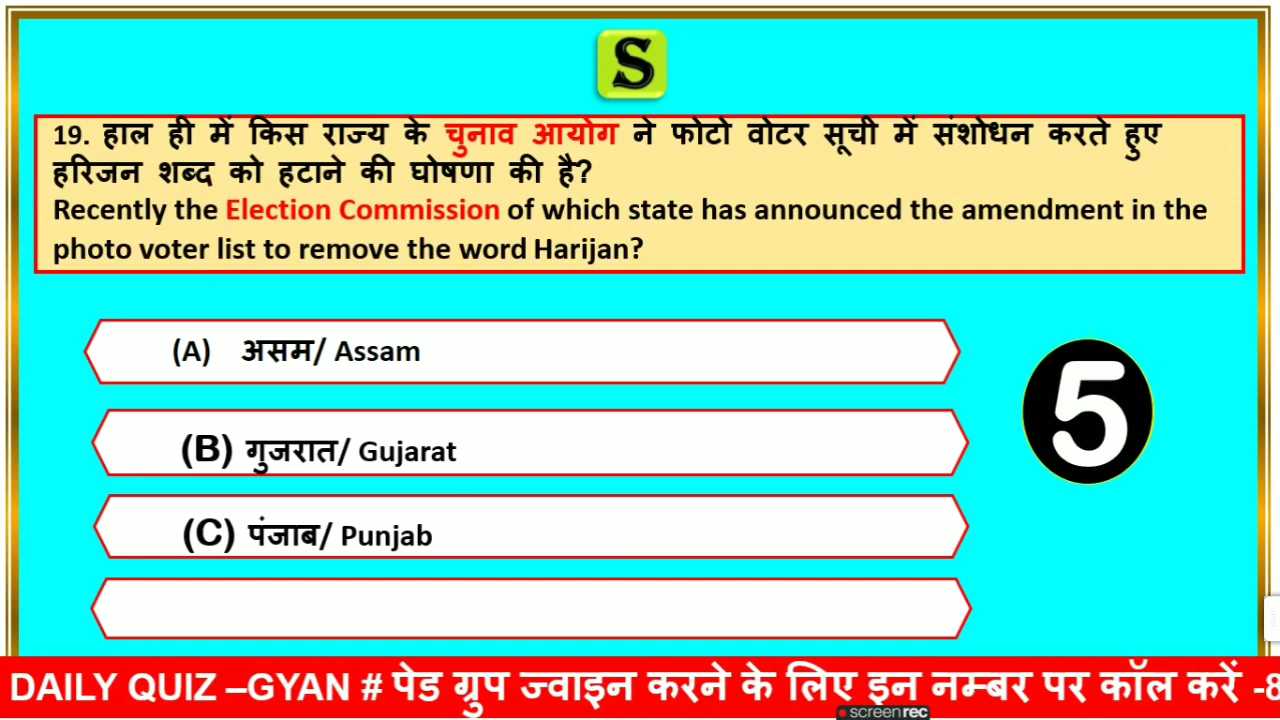 S
19. हाल ही में किस राज्य के चुनाव आयोग ने फोटो वोटर सूची में संशोधन करते हुए
हरिजन शब्द को हटाने की घोषणा की है?
Recently the Election Commission of which state has announced the amendment in the
photo voter list to remove the word Harijan?
(A) असम/ Assam
(B) गुजरात/ Gujarat
(C) पंजाब/ Punjab
5
DAILY QUIZ –GYAN # पेड ग्रुप ज्वाइन करने के लिए इन नम्बर पर कॉल करें -8
screenrec